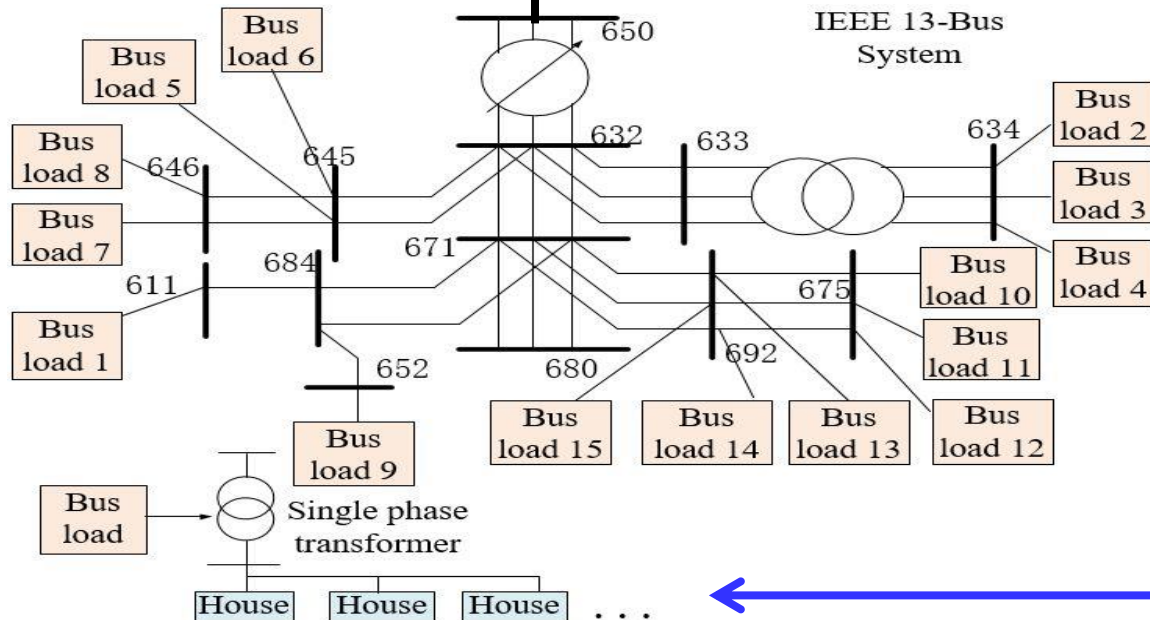 650
IEEE 13-Bus
System
Bus
load 6
Bus
load 5
Bus
load 8
646
645
632
633
634
Bus
load 2
Bus
load 3
Bus
load 4
Bus
load 7
684
671
611
Bus
load 1
675
Bus
load 10
Bus
load 11
652
680
692
Bus
load 9
Bus
load 15
Bus
load 14
Bus
load 13
Bus
load 12
Bus
load
Single phase
transformer
House
House
House
...